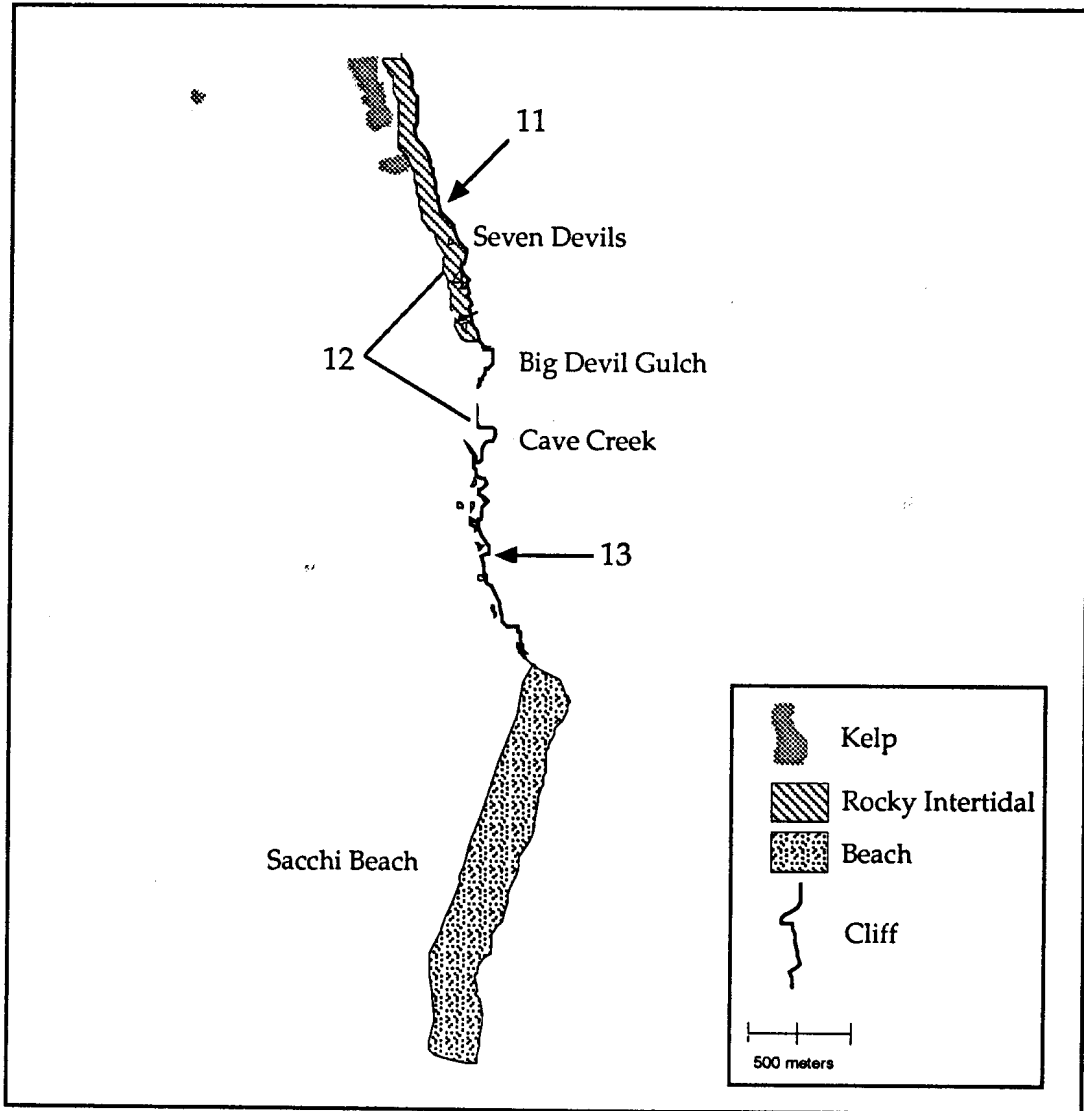 11
Seven Devils
12
Big Devil Gulch
Cave Creek
13
Sacchi Beach
Kelp
Rocky Intertidal
Beach
Cliff
500 meters